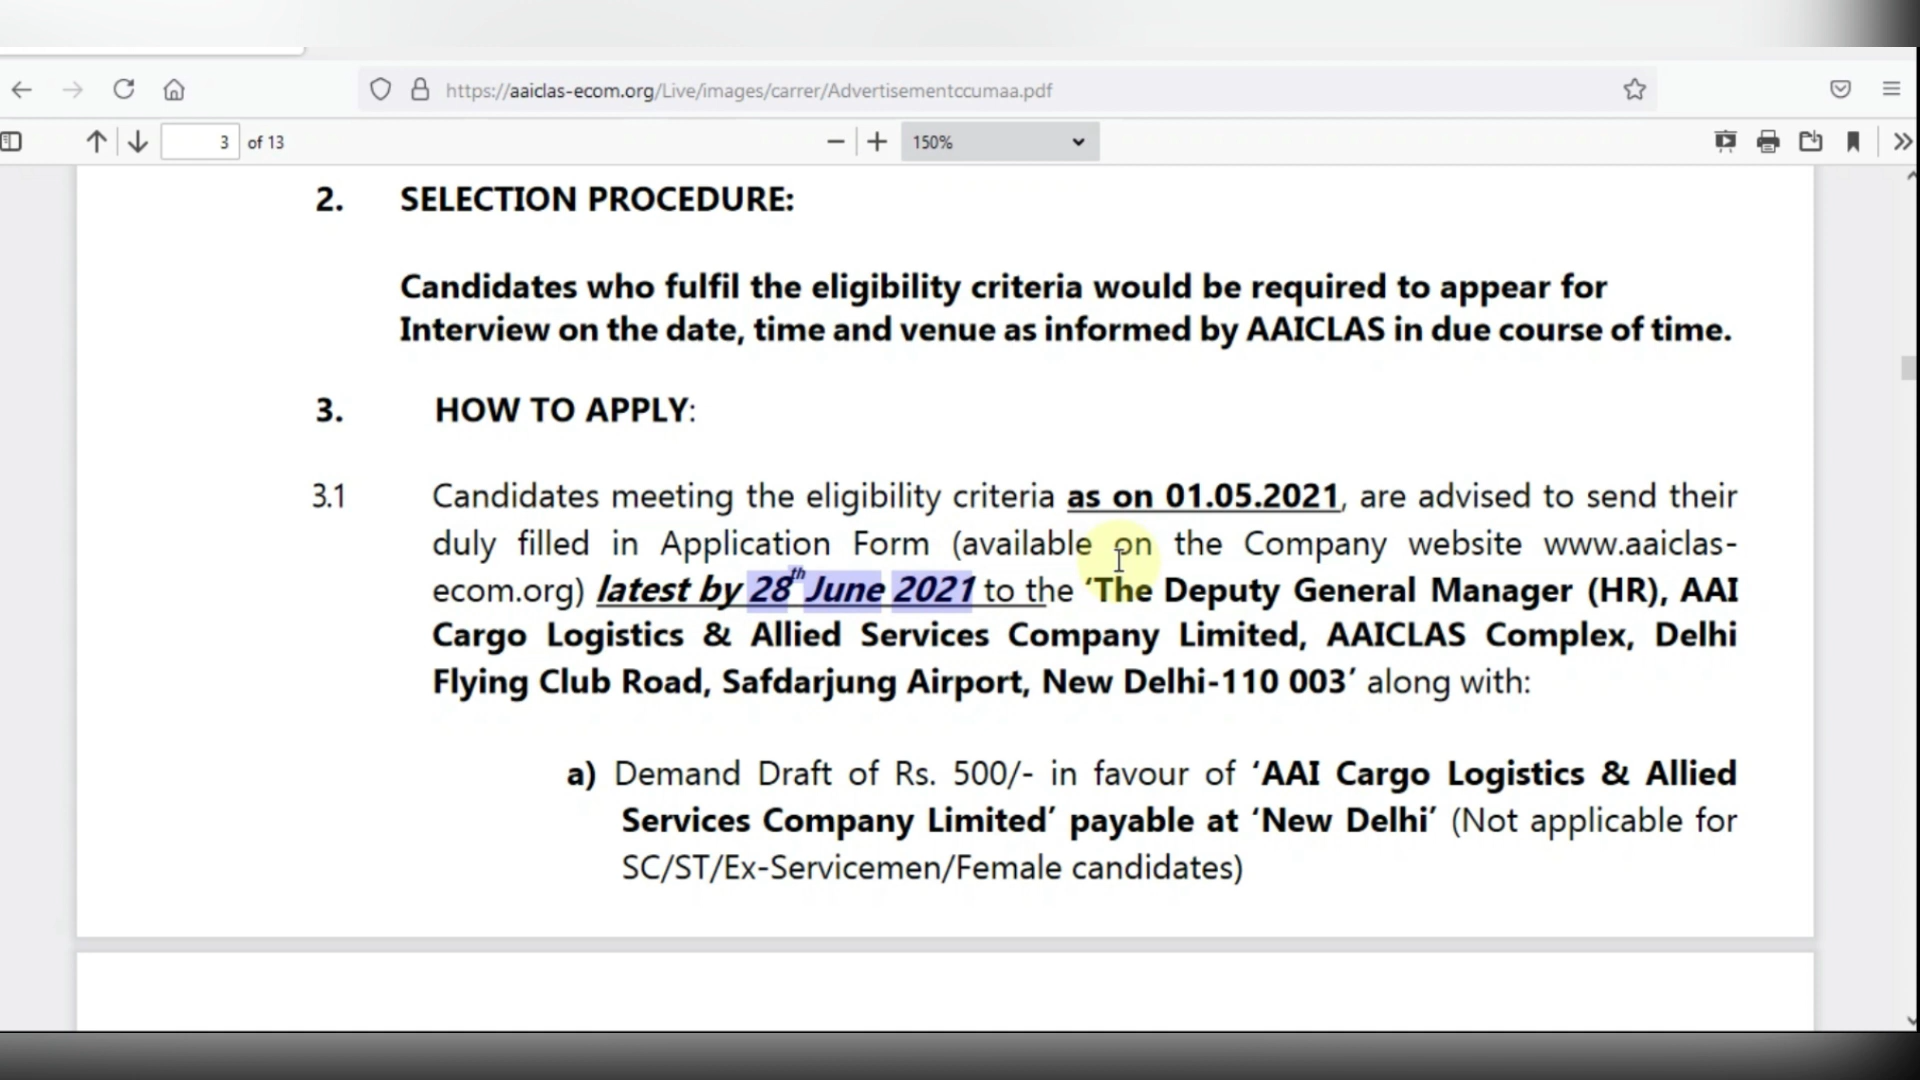 https://aaiclas-ecom.org/Live/images/carrer/Advertisementccumaa.pdf
3 of 13
150%
2. SELECTION PROCEDURE:
Candidates who fulfil the eligibility criteria would be required to appear for
Interview on the date, time and venue as informed by AAICLAS in due course of time.
3. HOW TO APPLY:
3.1 Candidates meeting the eligibility criteria as on 01.05.2021, are advised to send their
duly filled in Application Form (available on the Company website www.aaiclas-
ecom.org) latest by 28th June 2021 to the ‘The Deputy General Manager (HR), AAI
Cargo Logistics & Allied Services Company Limited, AAICLAS Complex, Delhi
Flying Club Road, Safdarjung Airport, New Delhi-110 003’ along with:
a) Demand Draft of Rs. 500/- in favour of ‘AAI Cargo Logistics & Allied
Services Company Limited’ payable at ‘New Delhi’ (Not applicable for
SC/ST/Ex-Servicemen/Female candidates)